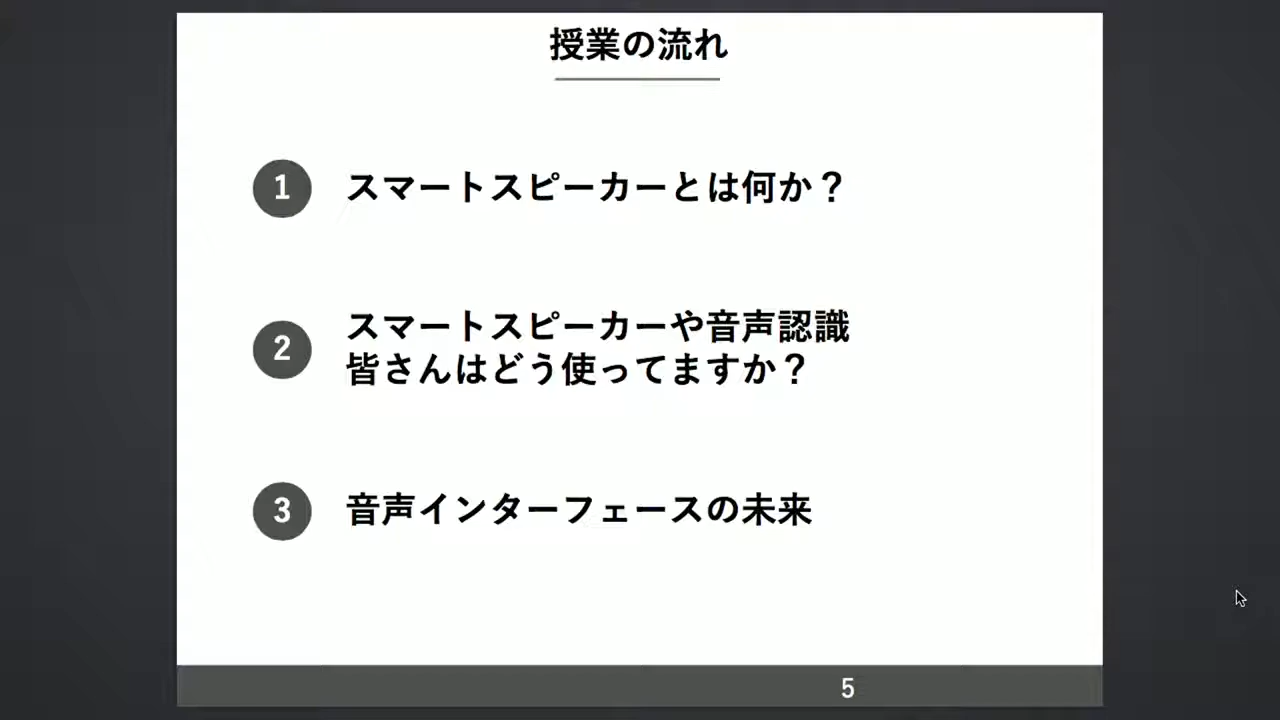 授業の流れ
1 スマートスピーカーとは何か？
2 スマートスピーカーや音声認識
皆さんはどう使ってますか？
3 音声インターフェースの未来
5